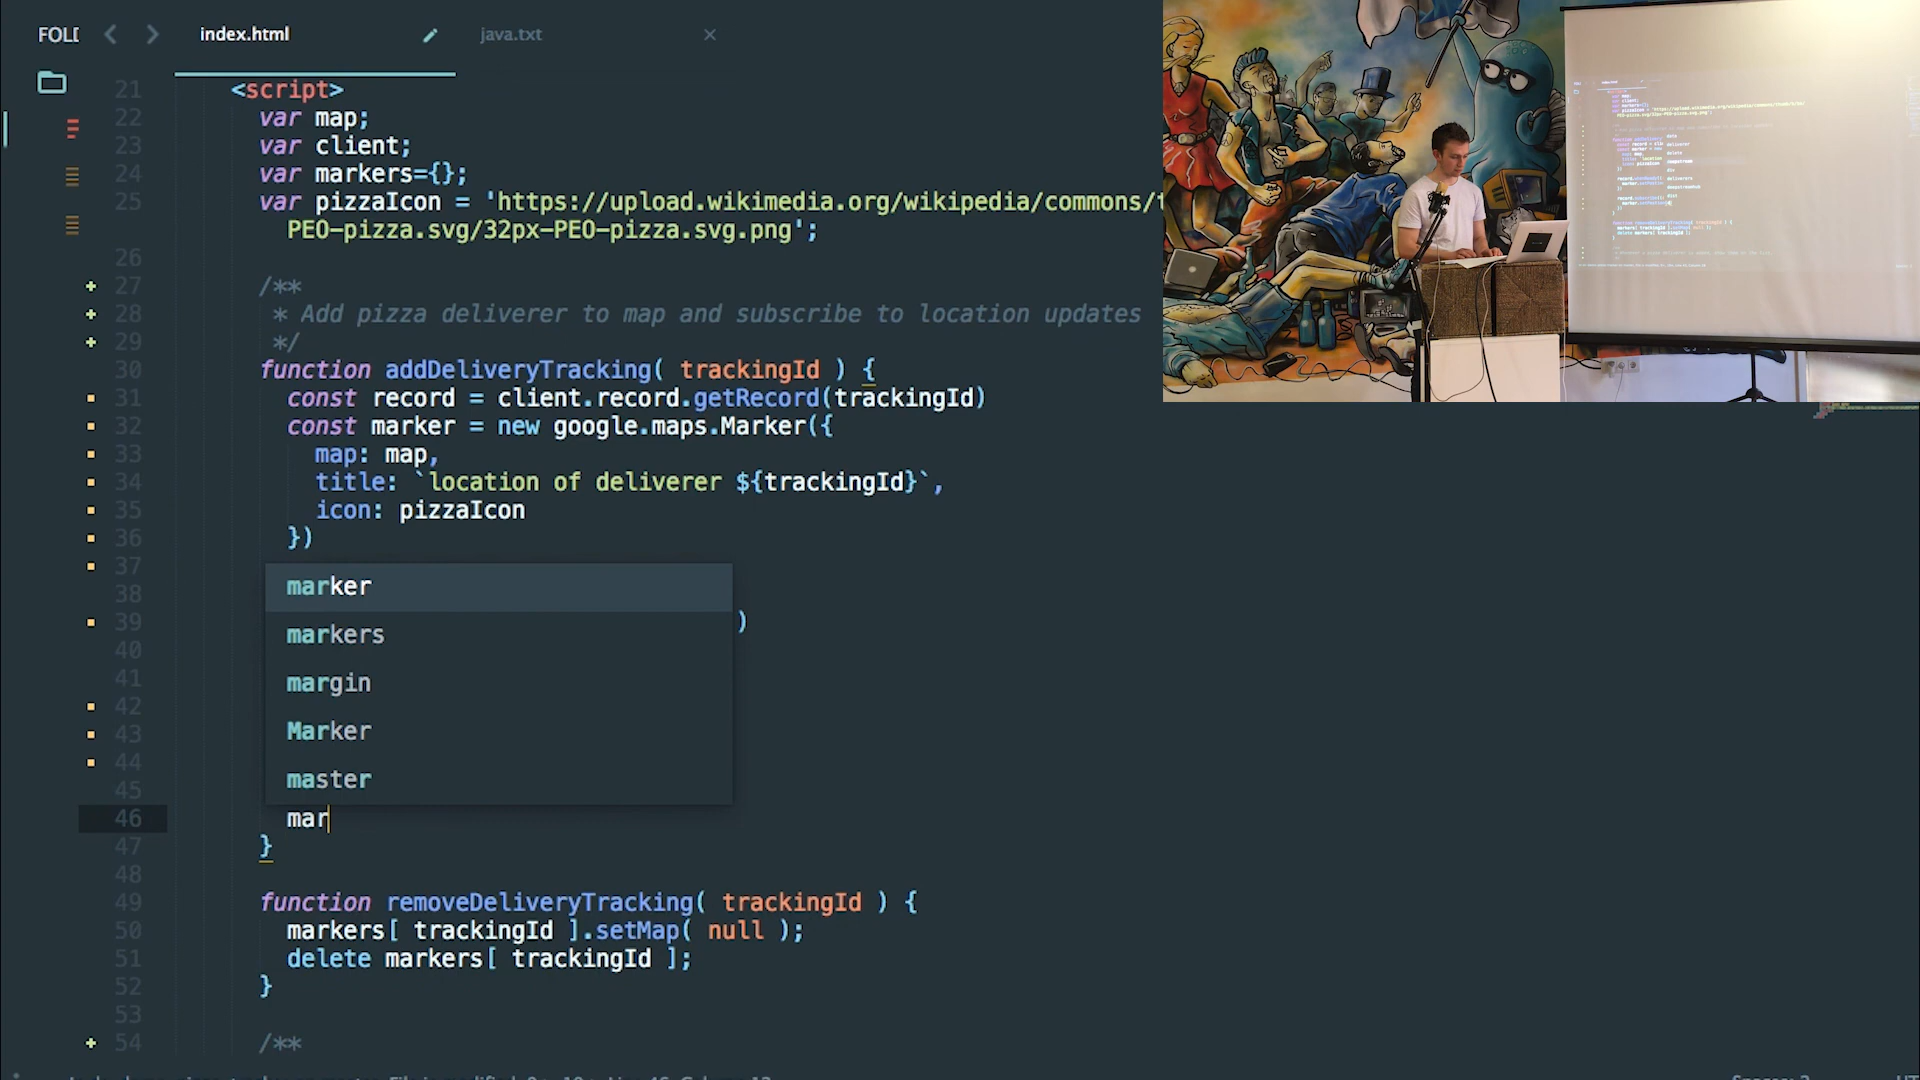 FOLD
index.html
java.txt
21 <script>
22 var map;
23 var client;
24 var markers={};
25 var pizzaIcon = 'https://upload.wikimedia.org/wikipedia/commons/
PEO-pizza.svg/32px-PEO-pizza.svg.png';
26
27 /**
28 * Add pizza deliverer to map and subscribe to location updates
29 */
30 function addDeliveryTracking( trackingId ) {
31 const record = client.record.getRecord(trackingId)
32 const marker = new google.maps.Marker({
33 map: map,
34 title: `location of deliverer ${trackingId}`,
35 icon: pizzaIcon
36 })
37
38
39 )
40
41
42
43
44
45
marker
markers
margin
Marker
master
46 mar
47 }
48
49 function removeDeliveryTracking( trackingId ) {
50 markers[ trackingId ].setMap( null );
51 delete markers[ trackingId ];
52 }
53
54 /**